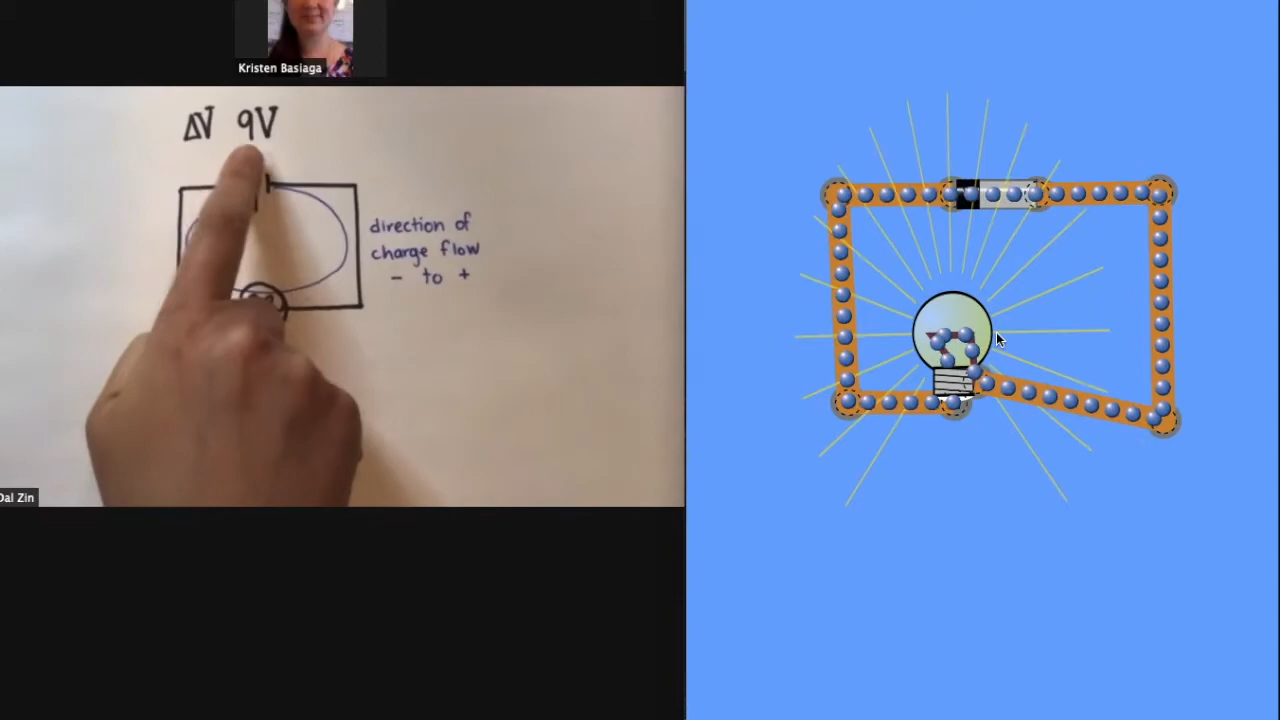 Kristen Basiaga
ΔV 9V
direction of
charge flow
- to +
Dal Zin